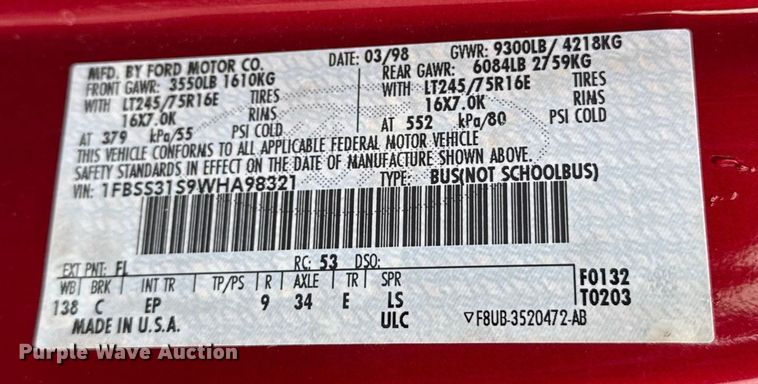 MFD. BY FORD MOTOR CO. DATE: 03/98 GVWR: 9300LB/ 4218KG
FRONT GAWR: 3550LB 1610KG REAR GAWR: 6084LB 2759KG
WITH LT245/75R16E TIRES WITH LT245/75R16E TIRES
16X7.0K RIMS 16X7.0K RIMS
AT 379 kPa/55 PSI COLD AT 552 kPa/80 PSI COLD
THIS VEHICLE CONFORMS TO ALL APPLICABLE FEDERAL MOTOR VEHICLE
SAFETY STANDARDS IN EFFECT ON THE DATE OF MANUFACTURE SHOWN ABOVE.
VIN: 1FBSS31S9WHA98321 TYPE: BUS(NOT SCHOOLBUS)
EXT PNT: FL RC: 53 DSO:
WB BRK INT TR TP/PS R AXLE TR SPR F0132
138 C EP 9 34 E LS T0203
MADE IN U.S.A. ULC ▽F8UB-3520472-AB
Purple Wave Auction